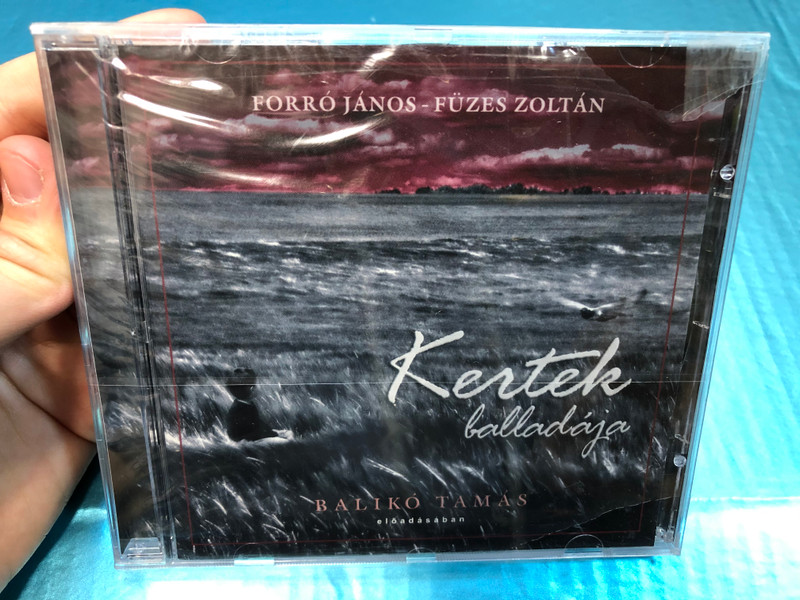 FORRÓ JÁNOS - FÜZES ZOLTÁN
Kertek
balladája
BALIKÓ TAMÁS
előadásában